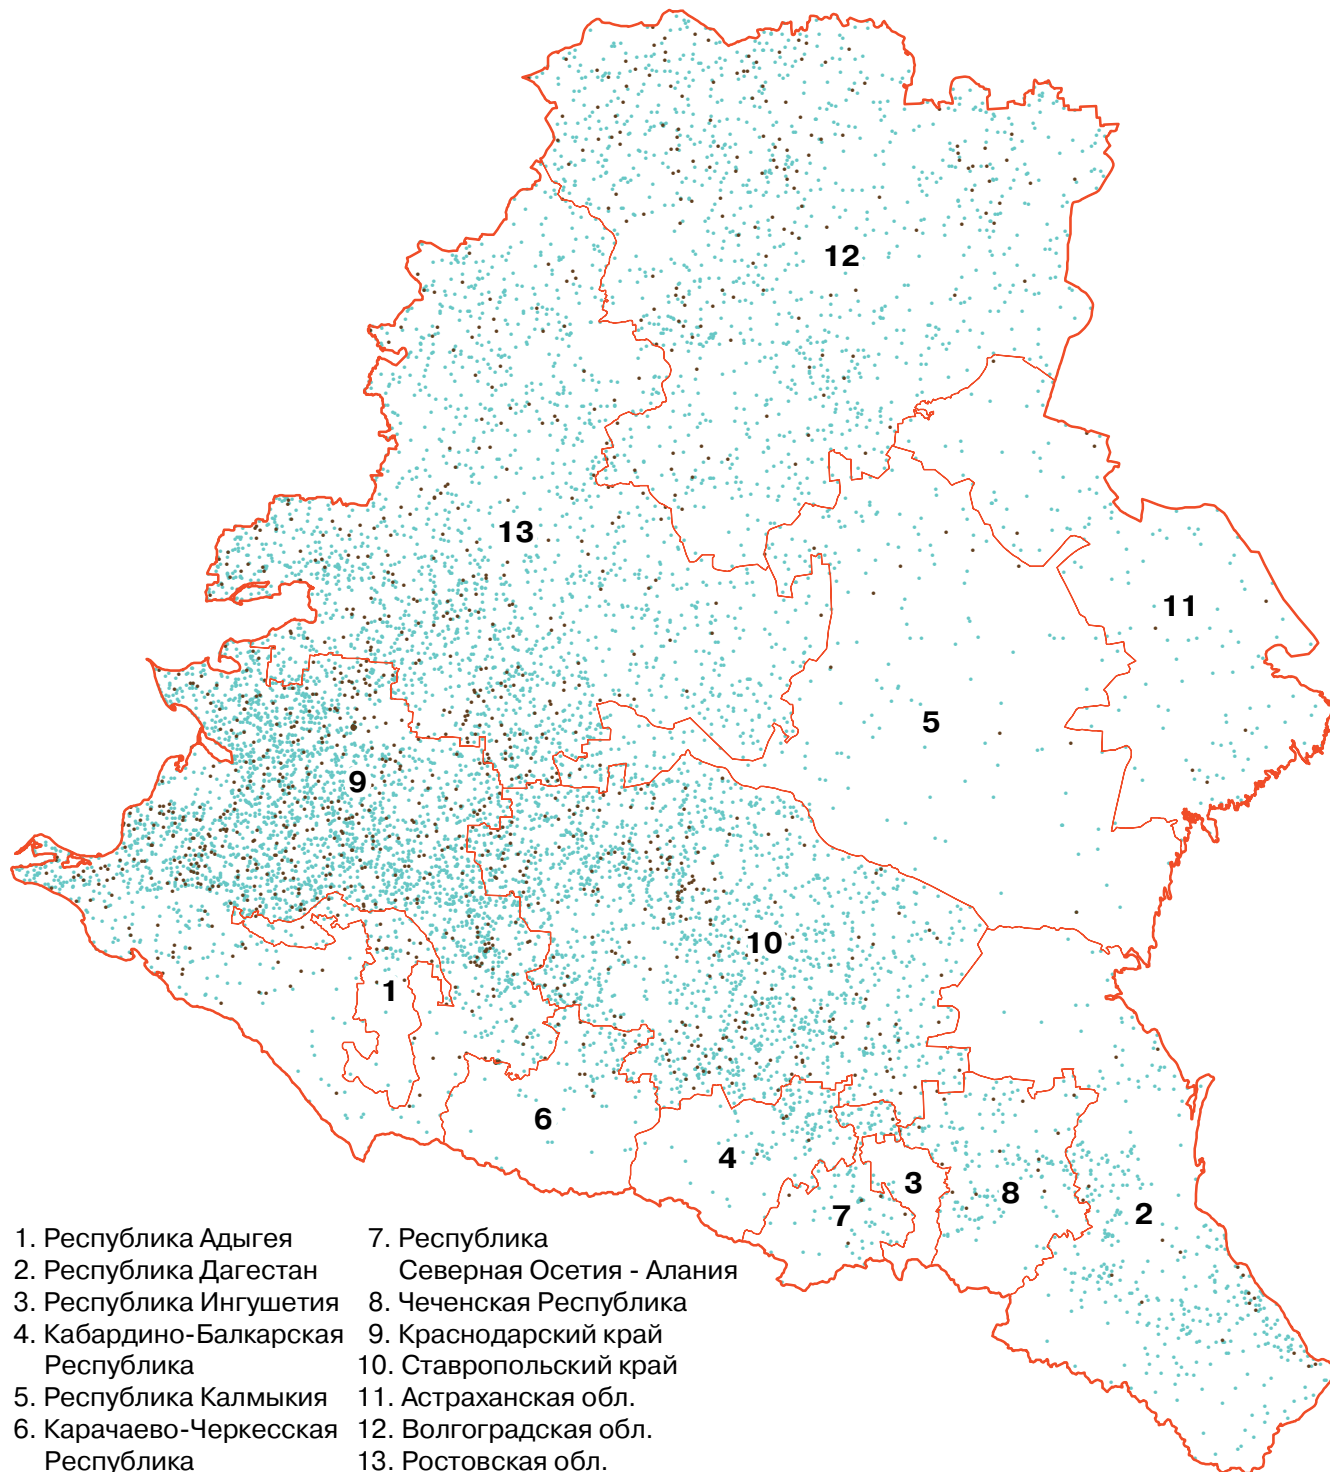 12
13
11
5
9
10
1
6
4
3
8
2
7
1. Республика Адыгея
2. Республика Дагестан
3. Республика Ингушетия
4. Кабардино-Балкарская
Республика
5. Республика Калмыкия
6. Карачаево-Черкесская
Республика
7. Республика
Северная Осетия - Алания
8. Чеченская Республика
9. Краснодарский край
10. Ставропольский край
11. Астраханская обл.
12. Волгоградская обл.
13. Ростовская обл.